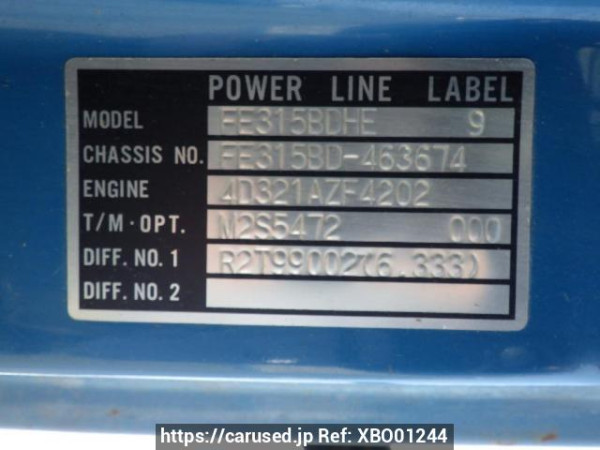 POWER LINE LABEL
MODEL FE315BDHE 9
CHASSIS NO. FE315BD-463674
ENGINE 4D321AZF4202
T/M·OPT. M2S5472 000
DIFF. NO. 1 R2T99002(6.333)
DIFF. NO. 2
https://carused.jp Ref: XBO01244